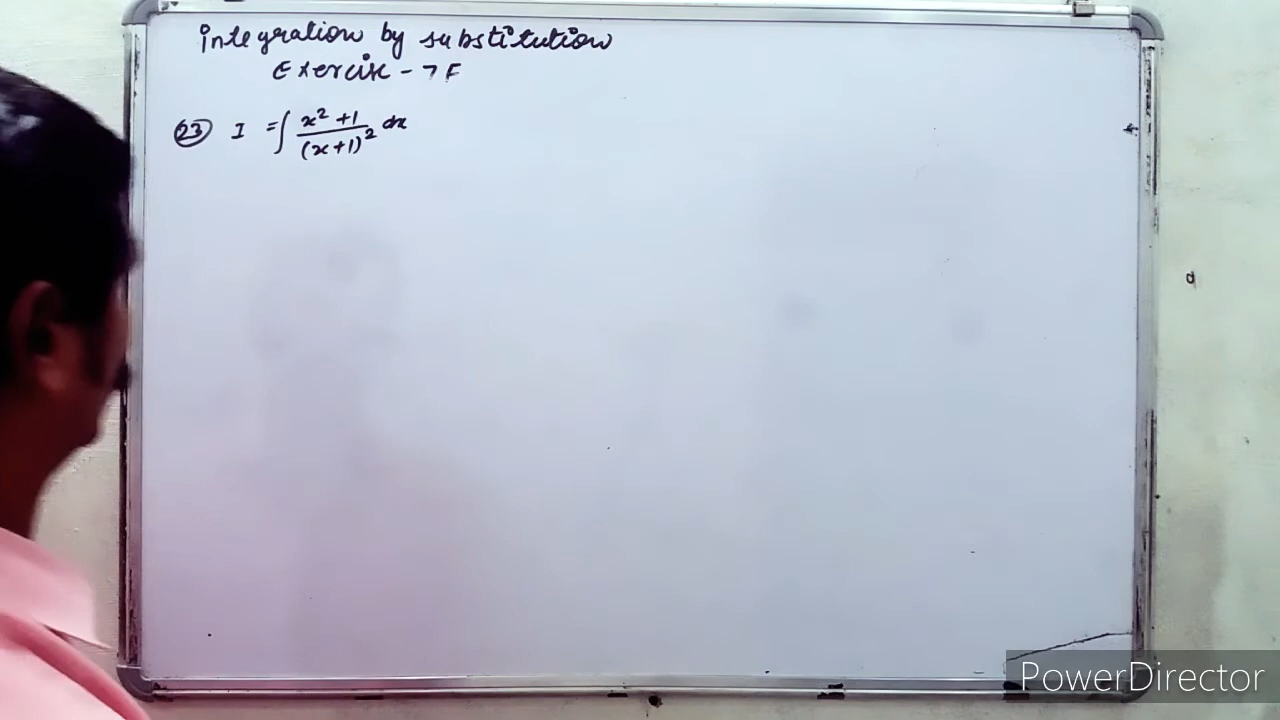 Integration by substitution
Exercise - 7F
23 I = ∫ (x² + 1)/(x+1)² dx
PowerDirector